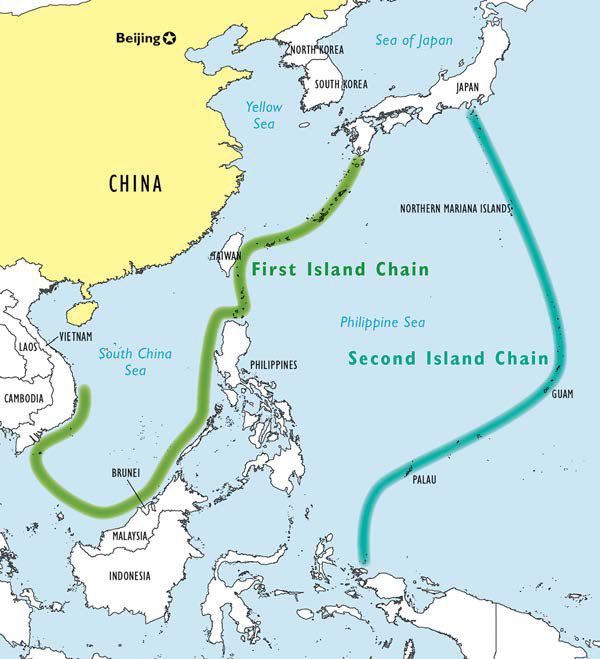 Beijing
Sea of Japan
NORTH KOREA
SOUTH KOREA
JAPAN
Yellow
Sea
CHINA
NORTHERN MARIANA ISLANDS
TAIWAN
First Island Chain
Philippine Sea
VIETNAM
LAOS
South China
Sea
Second Island Chain
PHILIPPINES
CAMBODIA
GUAM
BRUNEI
PALAU
MALAYSIA
INDONESIA